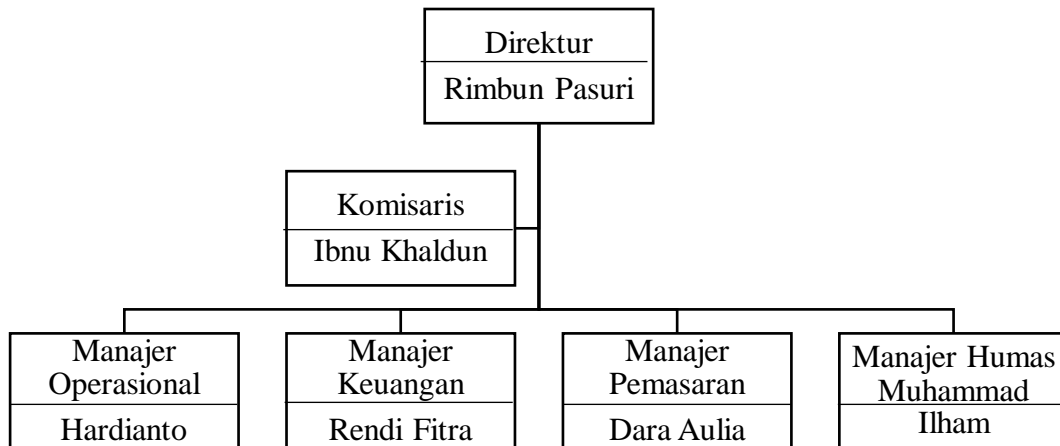 Direktur
Rimbun Pasuri
Komisaris
Ibnu Khaldun
Manajer
Operasional
Hardianto
Manajer
Keuangan
Rendi Fitra
Manajer
Pemasaran
Dara Aulia
Manajer Humas
Muhammad
Ilham